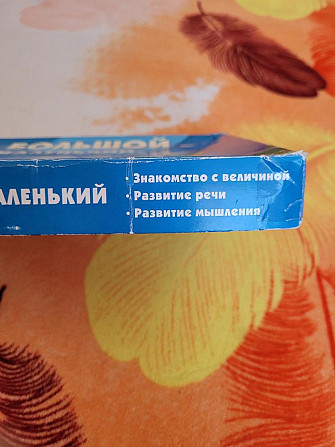 БОЛЬШОЙ –
АЛЕНЬКИЙ
· Знакомство с величиной
· Развитие речи
· Развитие мышления